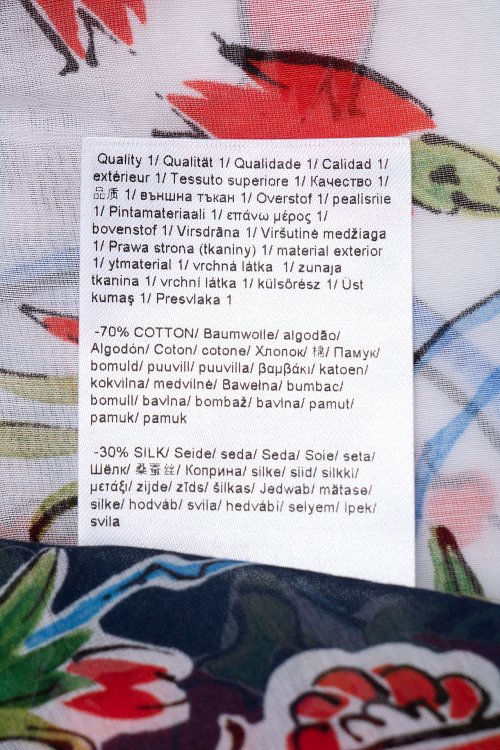 Quality 1/ Qualität 1/ Qualidade 1/ Calidad 1/
extérieur 1/ Tessuto superiore 1/ Качество 1/
品质 1/ външна тъкан 1/ Overstof 1/ pealisriie
1/ Pintamateriaali 1/ επάνω μέρος 1/
bovenstof 1/ Virsdrāna 1/ Viršutinė medžiaga
1/ Prawa strona (tkaniny) 1/ material exterior
1/ ytmaterial 1/ vrchná látka 1/ zunaja
tkanina 1/ vrchní látka 1/ külsőrész 1/ Üst
kumaş 1/ Presvlaka 1
-70% COTTON/ Baumwolle/ algodão/
Algodón/ Coton/ cotone/ Хлопок/ 棉/ Памук/
bomuld/ puuvill/ puuvilla/ βαμβάκι/ katoen/
kokvilna/ medvilnė/ Bawełna/ bumbac/
bomull/ bavlna/ bombaž/ bavlna/ pamut/
pamuk/ pamuk
-30% SILK/ Seide/ seda/ Seda/ Soie/ seta/
Шёлк/ 桑蚕丝/ Коприна/ silke/ siid/ silkki/
μετάξι/ zijde/ zīds/ šilkas/ Jedwab/ mătase/
silke/ hodváb/ svila/ hedvábí/ selyem/ Ipek/
svila